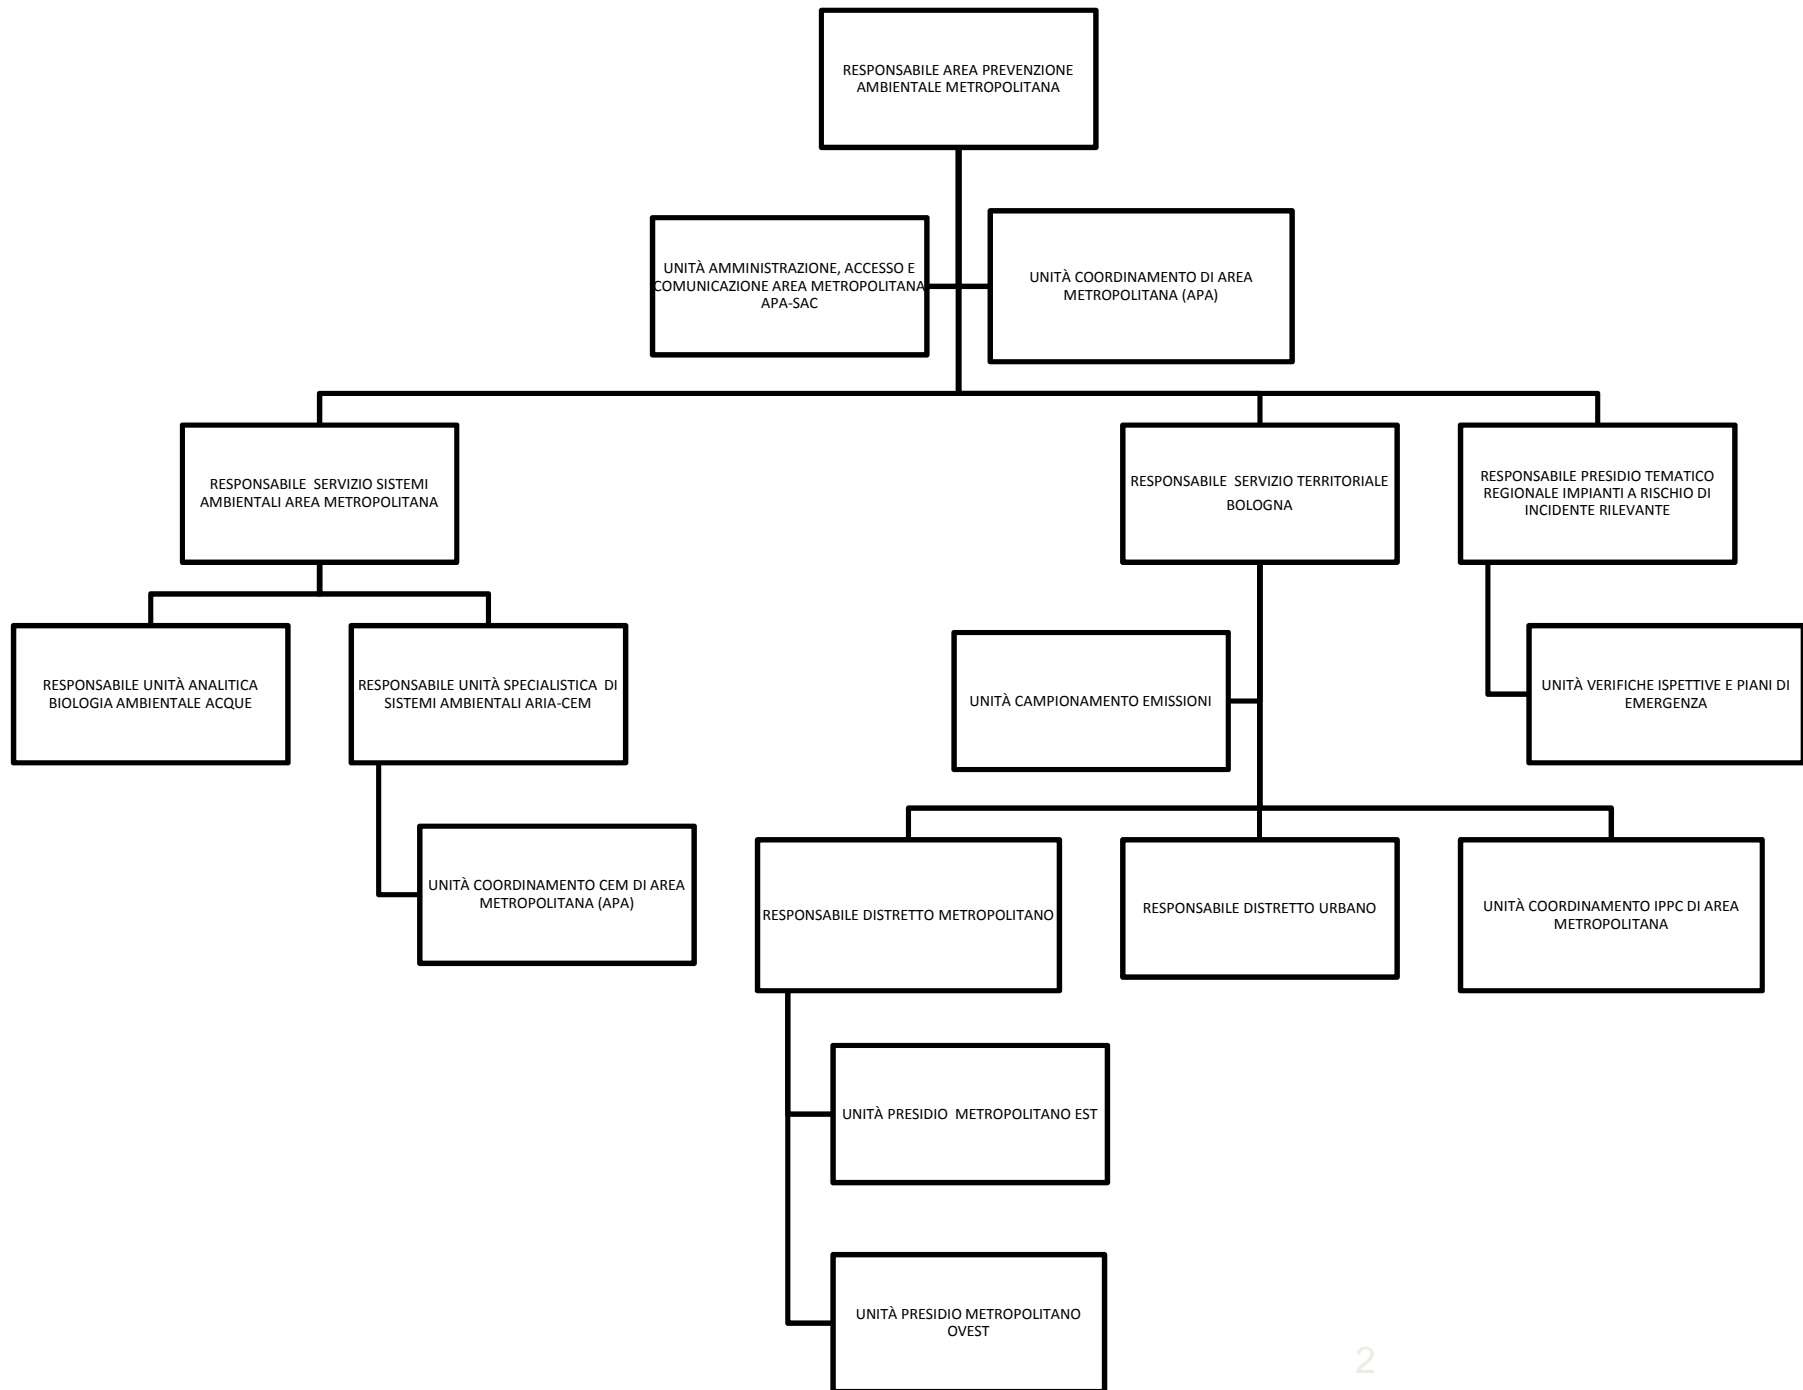 RESPONSABILE AREA PREVENZIONE
AMBIENTALE METROPOLITANA
UNITÀ AMMINISTRAZIONE, ACCESSO E
COMUNICAZIONE AREA METROPOLITANA
APA-SAC
UNITÀ COORDINAMENTO DI AREA
METROPOLITANA (APA)
RESPONSABILE SERVIZIO SISTEMI
AMBIENTALI AREA METROPOLITANA
RESPONSABILE SERVIZIO TERRITORIALE
BOLOGNA
RESPONSABILE PRESIDIO TEMATICO
REGIONALE IMPIANTI A RISCHIO DI
INCIDENTE RILEVANTE
RESPONSABILE UNITÀ ANALITICA
BIOLOGIA AMBIENTALE ACQUE
RESPONSABILE UNITÀ SPECIALISTICA DI
SISTEMI AMBIENTALI ARIA-CEM
UNITÀ CAMPIONAMENTO EMISSIONI
UNITÀ VERIFICHE ISPETTIVE E PIANI DI
EMERGENZA
UNITÀ COORDINAMENTO CEM DI AREA
METROPOLITANA (APA)
RESPONSABILE DISTRETTO METROPOLITANO
RESPONSABILE DISTRETTO URBANO
UNITÀ COORDINAMENTO IPPC DI AREA
METROPOLITANA
UNITÀ PRESIDIO METROPOLITANO EST
UNITÀ PRESIDIO METROPOLITANO
OVEST
2